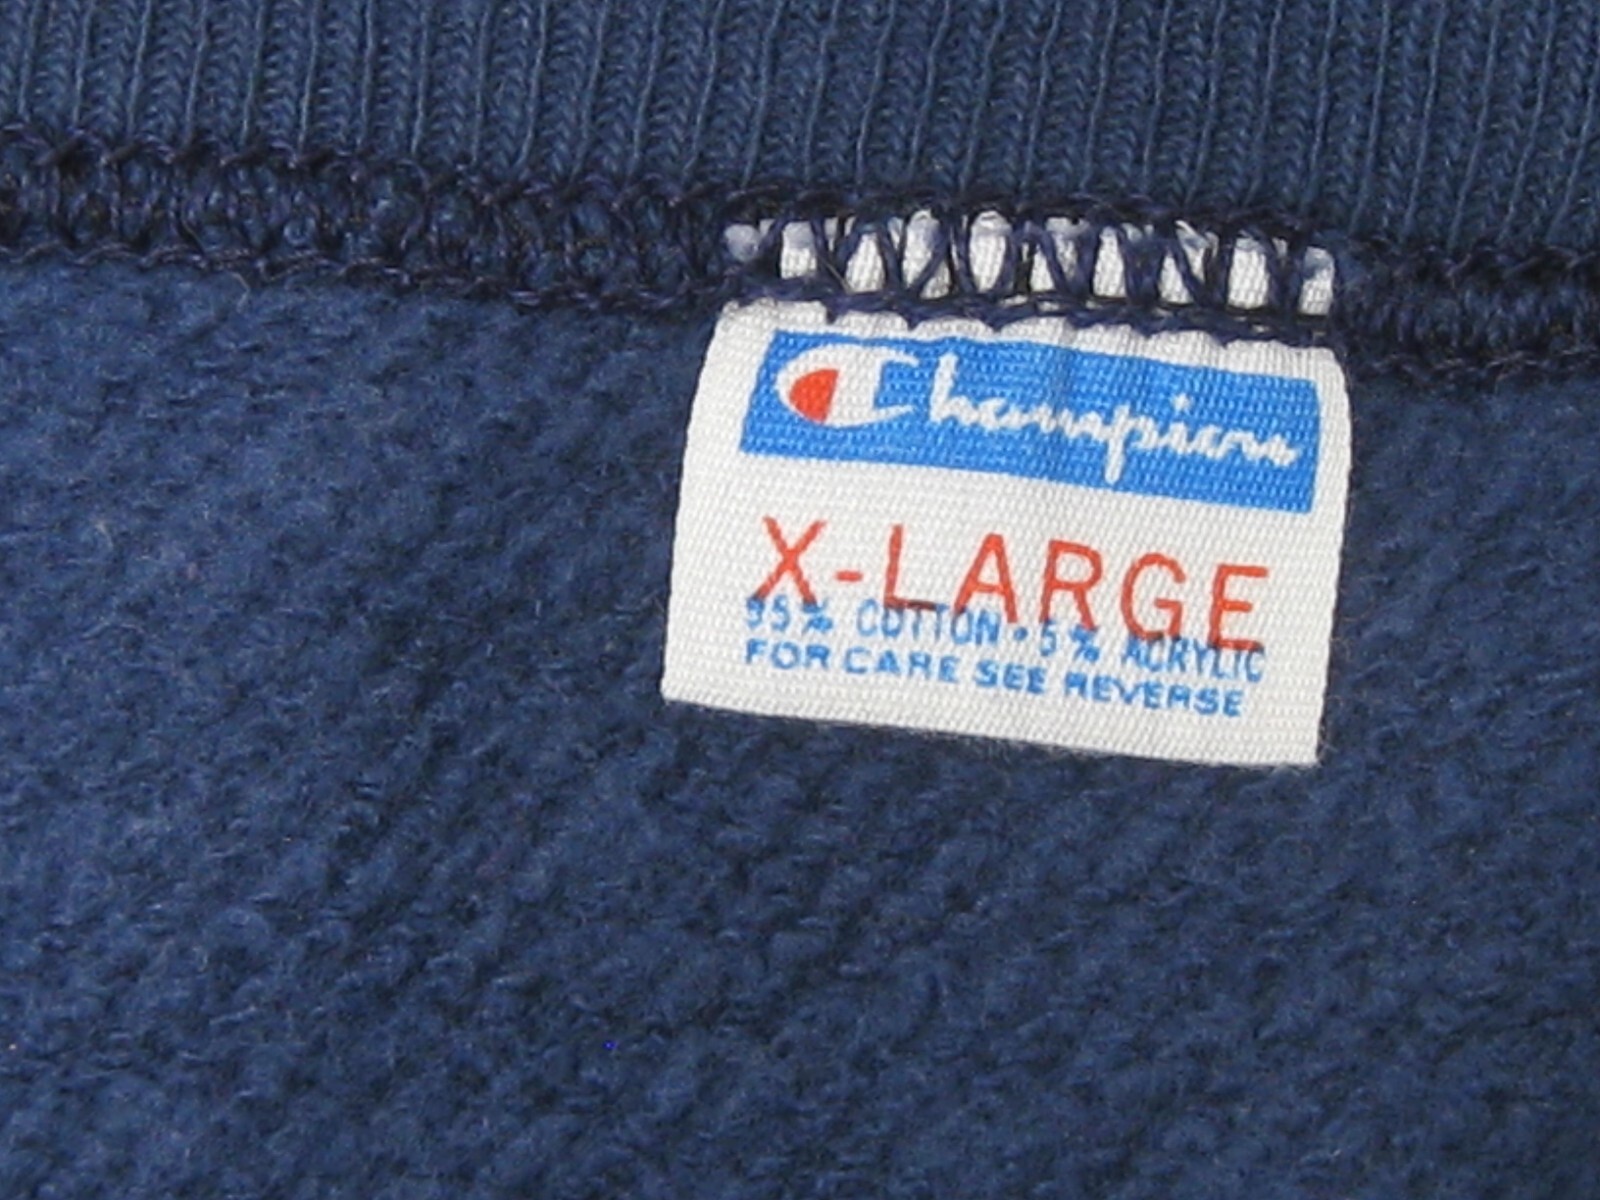 Champion
X-LARGE
95% COTTON · 5% ACRYLIC
FOR CARE SEE REVERSE